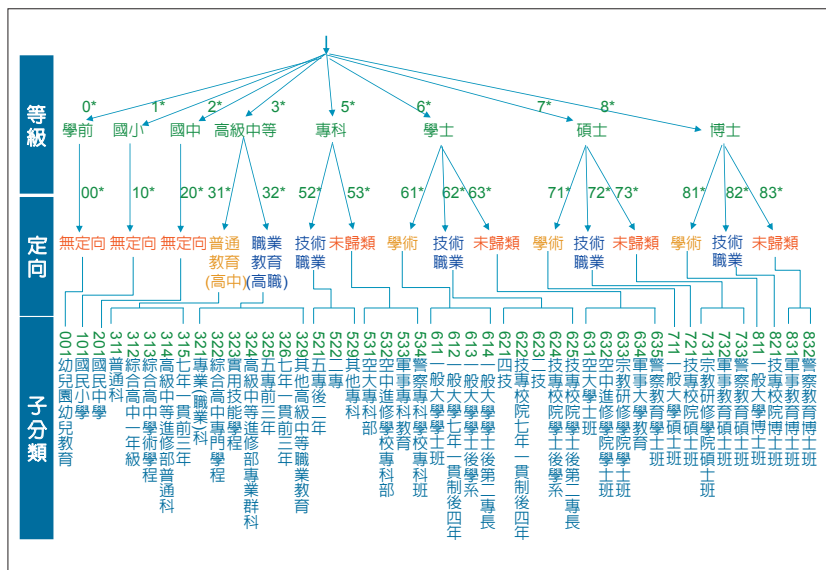 等級
0*
1*
2*
3*
5*
6*
7*
8*
學前
國小
國中
高級中等
專科
學士
碩士
博士
00*
10*
20*
31*
32*
52*
53*
61*
62*
63*
71*
72*
73*
81*
82*
83*
定向
無定向
無定向
無定向
普通
教育
(高中)
職業
教育
(高職)
技術
職業
未歸類
學術
技術
職業
未歸類
學術
技術
職業
未歸類
學術
技術
職業
未歸類
子分類
001幼兒園幼兒教育
101國民小學
201國民中學
311普通科
312綜合高中一年級
313綜合高中學術學程
314高級中等進修部普通科
315七年一貫前三年
321專業(職業)科
322綜合高中專門學程
323實用技能學程
324高級中等進修部專業群科
325五專前三年
326七年一貫前三年
329其他高級中等職業教育
521五專後二年
522二專
529其他專科
531空大專科部
532空中進修學校專科部
533軍事專科教育
534警察專科學校專科班
611一般大學學士班
612一般大學七年一貫制後四年
613一般大學學士後學系
614一般大學學士後第二專長
621四技
622技專校院七年一貫制後四年
623二技
624技專校院學士後學系
625技專校院學士後第二專長
631空大學士班
632空中進修學院學士班
633宗教研修學院學士班
634軍事大學教育
635警察教育學士班
711一般大學碩士班
721技專校院碩士班
731宗教研修學院碩士班
732軍事教育碩士班
733警察教育碩士班
811一般大學博士班
821技專校院博士班
831軍事教育博士班
832警察教育博士班